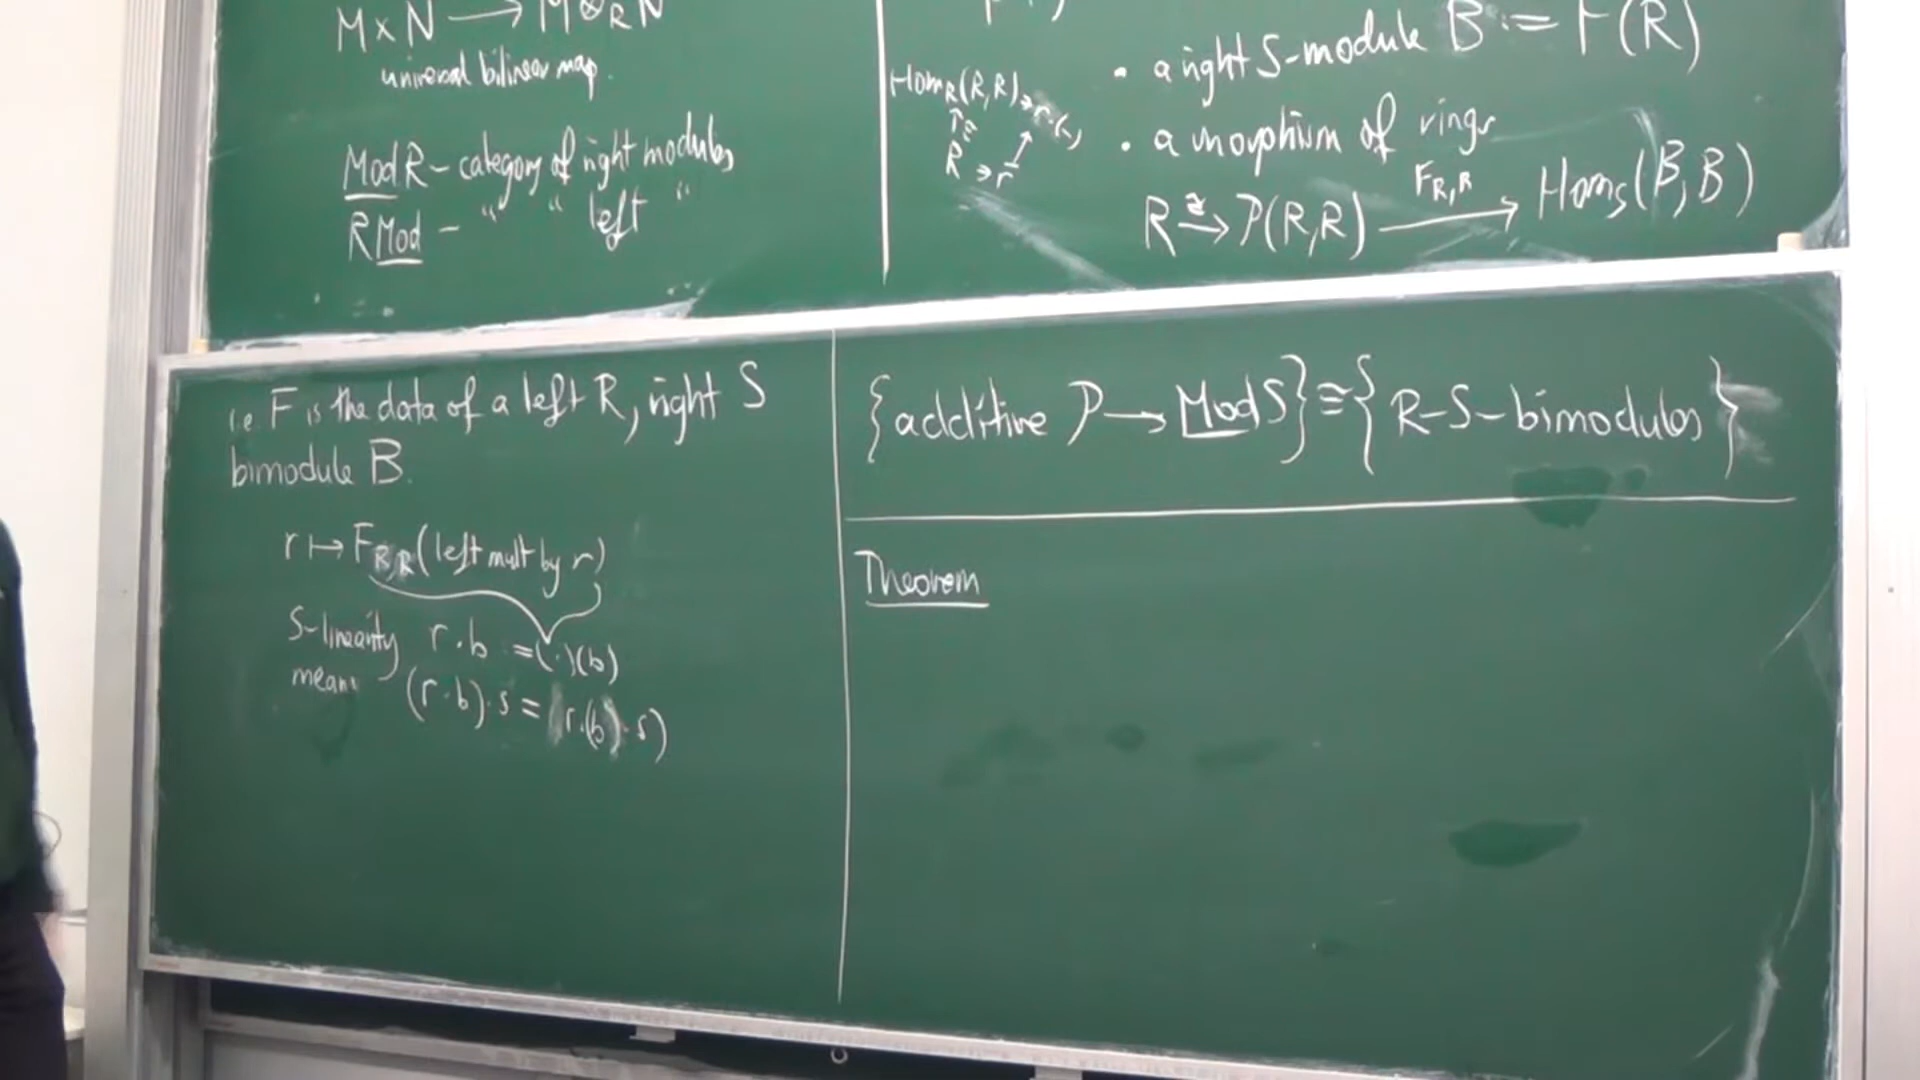 M × N → M ⊗_R N
universal bilinear map.
Mod R – category of right modules
R Mod – " " left "
Hom_R(R,R) ∋ r·(-)
R ∋ r
• a right S-module B := F(R)
• a morphism of rings
R ≅→ P(R,R) —F_{R,R}→ Hom_S(B,B)
i.e. F is the data of a left R, right S
bimodule B.
r ↦ F_{R,R}(left mult by r)
S-linearity r·b = (·)(b)
means (r·b)·s = r·(b·s)
{additive P → Mod S} ≅ {R-S-bimodules}
Theorem